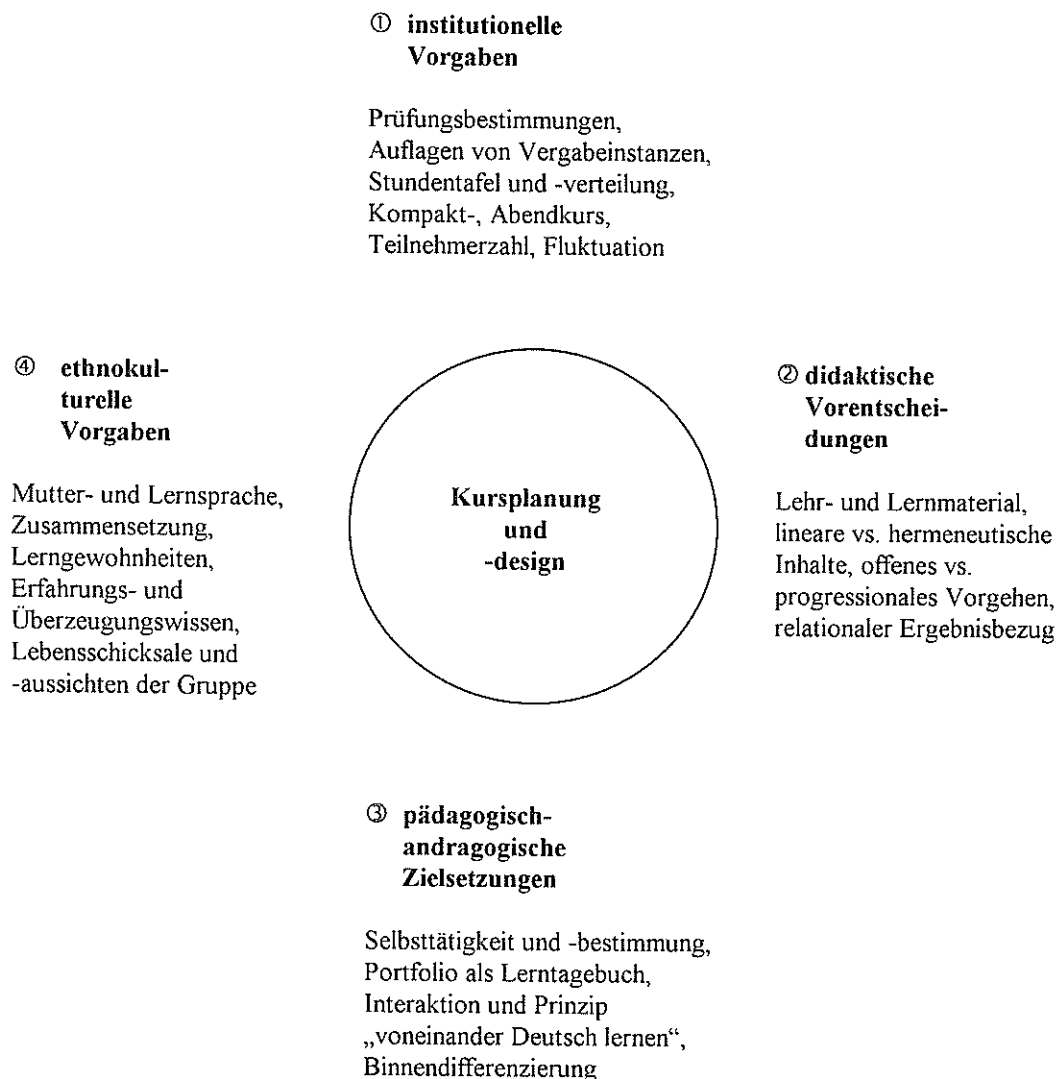 ① institutionelle
Vorgaben
Prüfungsbestimmungen,
Auflagen von Vergabeinstanzen,
Stundentafel und -verteilung,
Kompakt-, Abendkurs,
Teilnehmerzahl, Fluktuation
② didaktische
Vorentschei-
dungen
Lehr- und Lernmaterial,
lineare vs. hermeneutische
Inhalte, offenes vs.
progressionales Vorgehen,
relationaler Ergebnisbezug
③ pädagogisch-
andragogische
Zielsetzungen
Selbsttätigkeit und -bestimmung,
Portfolio als Lerntagebuch,
Interaktion und Prinzip
„voneinander Deutsch lernen“,
Binnendifferenzierung
④ ethnokul-
turelle
Vorgaben
Mutter- und Lernsprache,
Zusammensetzung,
Lerngewohnheiten,
Erfahrungs- und
Überzeugungswissen,
Lebensschicksale und
-aussichten der Gruppe
Kursplanung
und
-design